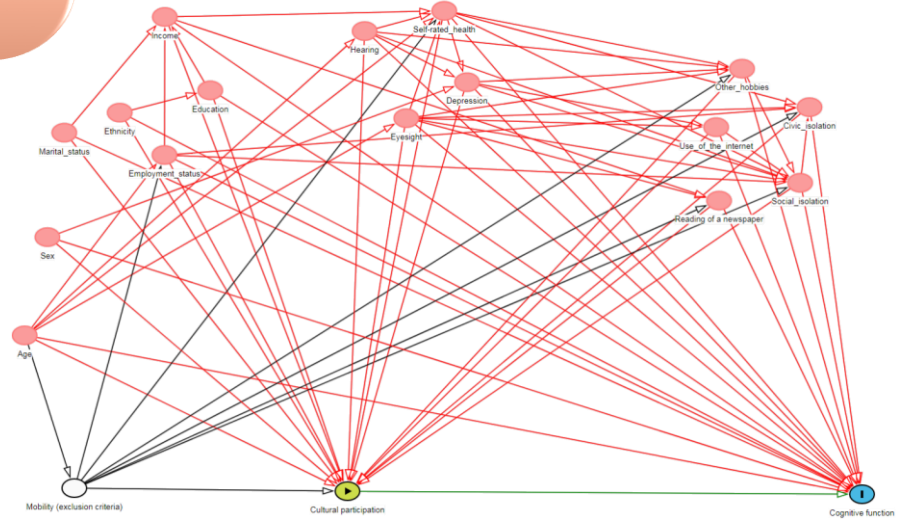 Income
Self-rated_health
Hearing
Other_hobbies
Depression
Education
Civic_isolation
Ethnicity
Eyesight
Marital_status
Use_of_the_internet
Employment_status
Social_isolation
Reading of a newspaper
Sex
Age
Mobility (exclusion criteria)
Cultural participation
Cognitive function